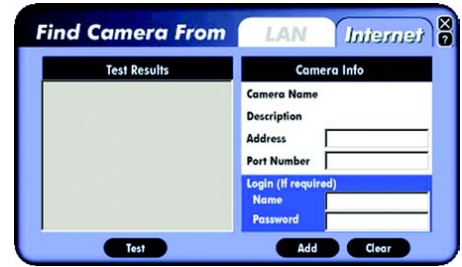 Find Camera From LAN Internet X
?
Test Results
Camera Info
Camera Name
Description
Address
Port Number
Login (If required)
Name
Password
Test Add Clear